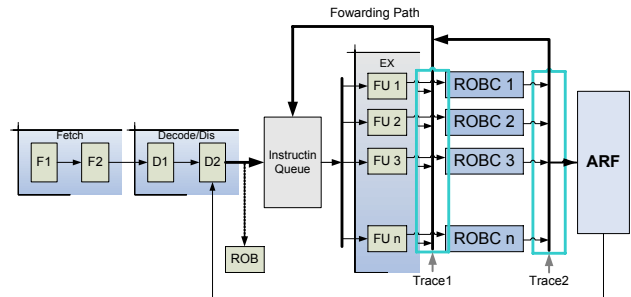 Fowarding Path
EX
FU 1
ROBC 1
FU 2
ROBC 2
Fetch
Decode/Dis
F1
F2
D1
D2
Instructin
Queue
FU 3
ROBC 3
ARF
FU n
ROBC n
ROB
Trace1
Trace2